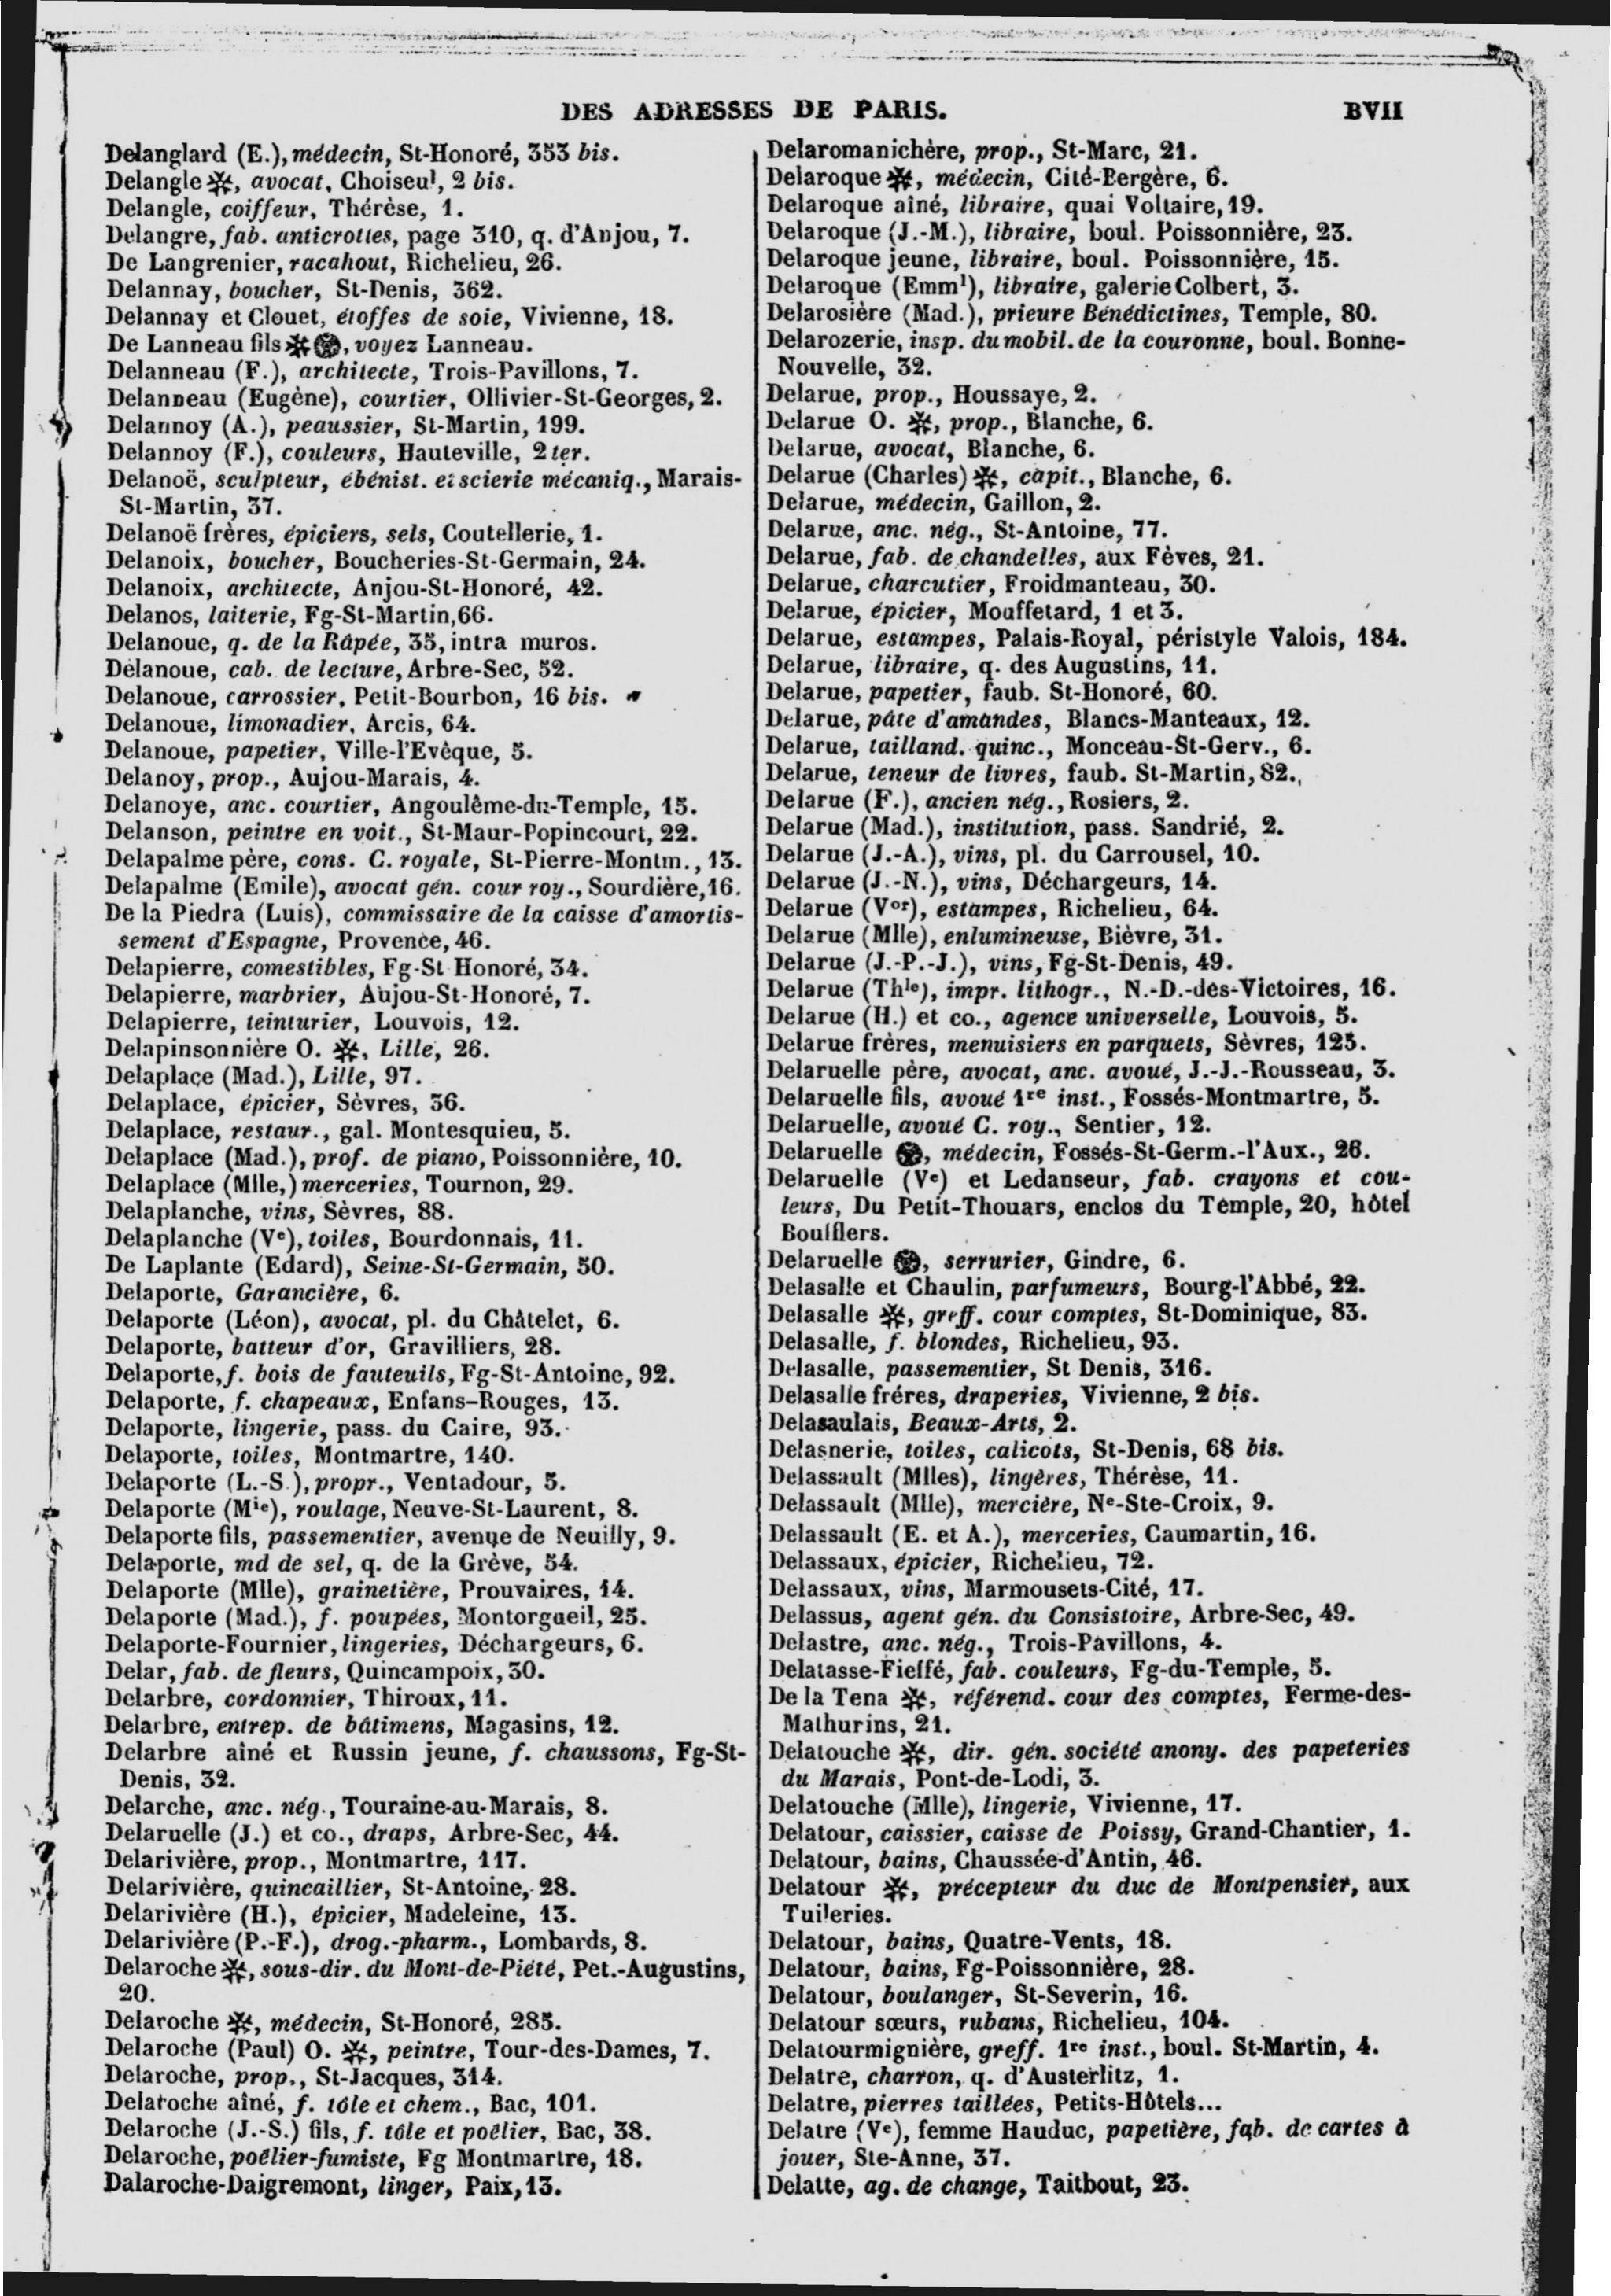 DES ADRESSES DE PARIS.
BVII
Delanglard (E.), médecin, St-Honoré, 353 bis.
Delangle ✻, avocat, Choiseul, 2 bis.
Delangle, coiffeur, Thérèse, 1.
Delangre, fab. anticrottes, page 310, q. d'Anjou, 7.
De Langrenier, racahout, Richelieu, 26.
Delannay, boucher, St-Denis, 362.
Delannay et Clouet, étoffes de soie, Vivienne, 18.
De Lanneau fils ✻ , voyez Lanneau.
Delanneau (F.), architecte, Trois-Pavillons, 7.
Delanneau (Eugène), courtier, Ollivier-St-Georges, 2.
Delannoy (A.), peaussier, St-Martin, 199.
Delannoy (F.), couleurs, Hauteville, 2 ter.
Delanoë, sculpteur, ébénist. et scierie mécaniq., Marais-
St-Martin, 37.
Delanoë frères, épiciers, sels, Coutellerie, 1.
Delanoix, boucher, Boucheries-St-Germain, 24.
Delanoix, architecte, Anjou-St-Honoré, 42.
Delanos, laiterie, Fg-St-Martin, 66.
Delanoue, q. de la Râpée, 35, intra muros.
Delanoue, cab. de lecture, Arbre-Sec, 52.
Delanoue, carrossier, Petit-Bourbon, 16 bis.
Delanoue, limonadier, Arcis, 64.
Delanoue, papetier, Ville-l'Evêque, 5.
Delanoy, prop., Aujou-Marais, 4.
Delanoye, anc. courtier, Angoulême-du-Temple, 15.
Delanson, peintre en voit., St-Maur-Popincourt, 22.
Delapalme père, cons. C. royale, St-Pierre-Montm., 13.
Delapalme (Emile), avocat gén. cour roy., Sourdière, 16.
De la Piedra (Luis), commissaire de la caisse d'amortis-
sement d'Espagne, Provence, 46.
Delapierre, comestibles, Fg-St Honoré, 34.
Delapierre, marbrier, Aujou-St-Honoré, 7.
Delapierre, teinturier, Louvois, 12.
Delapinsonnière O. ✻, Lille, 26.
Delaplace (Mad.), Lille, 97.
Delaplace, épicier, Sèvres, 36.
Delaplace, restaur., gal. Montesquieu, 5.
Delaplace (Mad.), prof. de piano, Poissonnière, 10.
Delaplace (Mlle,) merceries, Tournon, 29.
Delaplanche, vins, Sèvres, 88.
Delaplanche (Ve), toiles, Bourdonnais, 11.
De Laplante (Edard), Seine-St-Germain, 50.
Delaporte, Garancière, 6.
Delaporte (Léon), avocat, pl. du Châtelet, 6.
Delaporte, batteur d'or, Gravilliers, 28.
Delaporte, f. bois de fauteuils, Fg-St-Antoine, 92.
Delaporte, f. chapeaux, Enfans-Rouges, 13.
Delaporte, lingerie, pass. du Caire, 93.
Delaporte, toiles, Montmartre, 140.
Delaporte (L.-S.), propr., Ventadour, 5.
Delaporte (Mie), roulage, Neuve-St-Laurent, 8.
Delaporte fils, passementier, avenue de Neuilly, 9.
Delaporte, md de sel, q. de la Grève, 54.
Delaporte (Mlle), grainetière, Prouvaires, 14.
Delaporte (Mad.), f. poupées, Montorgueil, 25.
Delaporte-Fournier, lingeries, Déchargeurs, 6.
Delar, fab. de fleurs, Quincampoix, 30.
Delarbre, cordonnier, Thiroux, 11.
Delarbre, entrep. de bâtimens, Magasins, 12.
Delarbre aîné et Russin jeune, f. chaussons, Fg-St-
Denis, 32.
Delarche, anc. nég., Touraine-au-Marais, 8.
Delaruelle (J.) et co., draps, Arbre-Sec, 44.
Delarivière, prop., Montmartre, 117.
Delarivière, quincaillier, St-Antoine, 28.
Delarivière (H.), épicier, Madeleine, 13.
Delarivière (P.-F.), drog.-pharm., Lombards, 8.
Delaroche ✻, sous-dir. du Mont-de-Piété, Pet.-Augustins,
20.
Delaroche ✻, médecin, St-Honoré, 285.
Delaroche (Paul) O. ✻, peintre, Tour-des-Dames, 7.
Delaroche, prop., St-Jacques, 314.
Delaroche aîné, f. tôle et chem., Bac, 101.
Delaroche (J.-S.) fils, f. tôle et poêlier, Bac, 38.
Delaroche, poêlier-fumiste, Fg Montmartre, 18.
Dalaroche-Daigremont, linger, Paix, 13.
Delaromanichère, prop., St-Marc, 21.
Delaroque ✻, médecin, Cité-Bergère, 6.
Delaroque aîné, libraire, quai Voltaire, 19.
Delaroque (J.-M.), libraire, boul. Poissonnière, 23.
Delaroque jeune, libraire, boul. Poissonnière, 15.
Delaroque (Emml), libraire, galerie Colbert, 3.
Delarosière (Mad.), prieure Bénédictines, Temple, 80.
Delarozerie, insp. du mobil. de la couronne, boul. Bonne-
Nouvelle, 32.
Delarue, prop., Houssaye, 2.
Delarue O. ✻, prop., Blanche, 6.
Delarue, avocat, Blanche, 6.
Delarue (Charles) ✻, capit., Blanche, 6.
Delarue, médecin, Gaillon, 2.
Delarue, anc. nég., St-Antoine, 77.
Delarue, fab. de chandelles, aux Fèves, 21.
Delarue, charcutier, Froidmanteau, 30.
Delarue, épicier, Mouffetard, 1 et 3.
Delarue, estampes, Palais-Royal, péristyle Valois, 184.
Delarue, libraire, q. des Augustins, 11.
Delarue, papetier, faub. St-Honoré, 60.
Delarue, pâte d'amandes, Blancs-Manteaux, 12.
Delarue, tailland. quinc., Monceau-St-Gerv., 6.
Delarue, teneur de livres, faub. St-Martin, 82.
Delarue (F.), ancien nég., Rosiers, 2.
Delarue (Mad.), institution, pass. Sandrié, 2.
Delarue (J.-A.), vins, pl. du Carrousel, 10.
Delarue (J.-N.), vins, Déchargeurs, 14.
Delarue (Vor), estampes, Richelieu, 64.
Delarue (Mlle), enlumineuse, Bièvre, 31.
Delarue (J.-P.-J.), vins, Fg-St-Denis, 49.
Delarue (Thle), impr. lithogr., N.-D.-des-Victoires, 16.
Delarue (H.) et co., agence universelle, Louvois, 5.
Delarue frères, menuisiers en parquets, Sèvres, 125.
Delaruelle père, avocat, anc. avoué, J.-J.-Rousseau, 3.
Delaruelle fils, avoué 1re inst., Fossés-Montmartre, 5.
Delaruelle, avoué C. roy., Sentier, 12.
Delaruelle , médecin, Fossés-St-Germ.-l'Aux., 26.
Delaruelle (Ve) et Ledanseur, fab. crayons et cou-
leurs, Du Petit-Thouars, enclos du Temple, 20, hôtel
Boufflers.
Delaruelle , serrurier, Gindre, 6.
Delasalle et Chaulin, parfumeurs, Bourg-l'Abbé, 22.
Delasalle ✻, greff. cour comptes, St-Dominique, 83.
Delasalle, f. blondes, Richelieu, 93.
Delasalle, passementier, St Denis, 316.
Delasalle fréres, draperies, Vivienne, 2 bis.
Delasaulais, Beaux-Arts, 2.
Delasnerie, toiles, calicots, St-Denis, 68 bis.
Delassault (Mlles), lingères, Thérèse, 11.
Delassault (Mlle), mercière, Ne-Ste-Croix, 9.
Delassault (E. et A.), merceries, Caumartin, 16.
Delassaux, épicier, Richelieu, 72.
Delassaux, vins, Marmousets-Cité, 17.
Delassus, agent gén. du Consistoire, Arbre-Sec, 49.
Delastre, anc. nég., Trois-Pavillons, 4.
Delatasse-Fieffé, fab. couleurs, Fg-du-Temple, 5.
De la Tena ✻, référend. cour des comptes, Ferme-des-
Mathurins, 21.
Delatouche ✻, dir. gén. société anony. des papeteries
du Marais, Pont-de-Lodi, 3.
Delatouche (Mlle), lingerie, Vivienne, 17.
Delatour, caissier, caisse de Poissy, Grand-Chantier, 1.
Delatour, bains, Chaussée-d'Antin, 46.
Delatour ✻, précepteur du duc de Montpensier, aux
Tuileries.
Delatour, bains, Quatre-Vents, 18.
Delatour, bains, Fg-Poissonnière, 28.
Delatour, boulanger, St-Severin, 16.
Delatour sœurs, rubans, Richelieu, 104.
Delatourmignière, greff. 1re inst., boul. St-Martin, 4.
Delatre, charron, q. d'Austerlitz, 1.
Delatre, pierres taillées, Petits-Hôtels...
Delatre (Ve), femme Hauduc, papetière, fab. de cartes à
jouer, Ste-Anne, 37.
Delatte, ag. de change, Taitbout, 23.